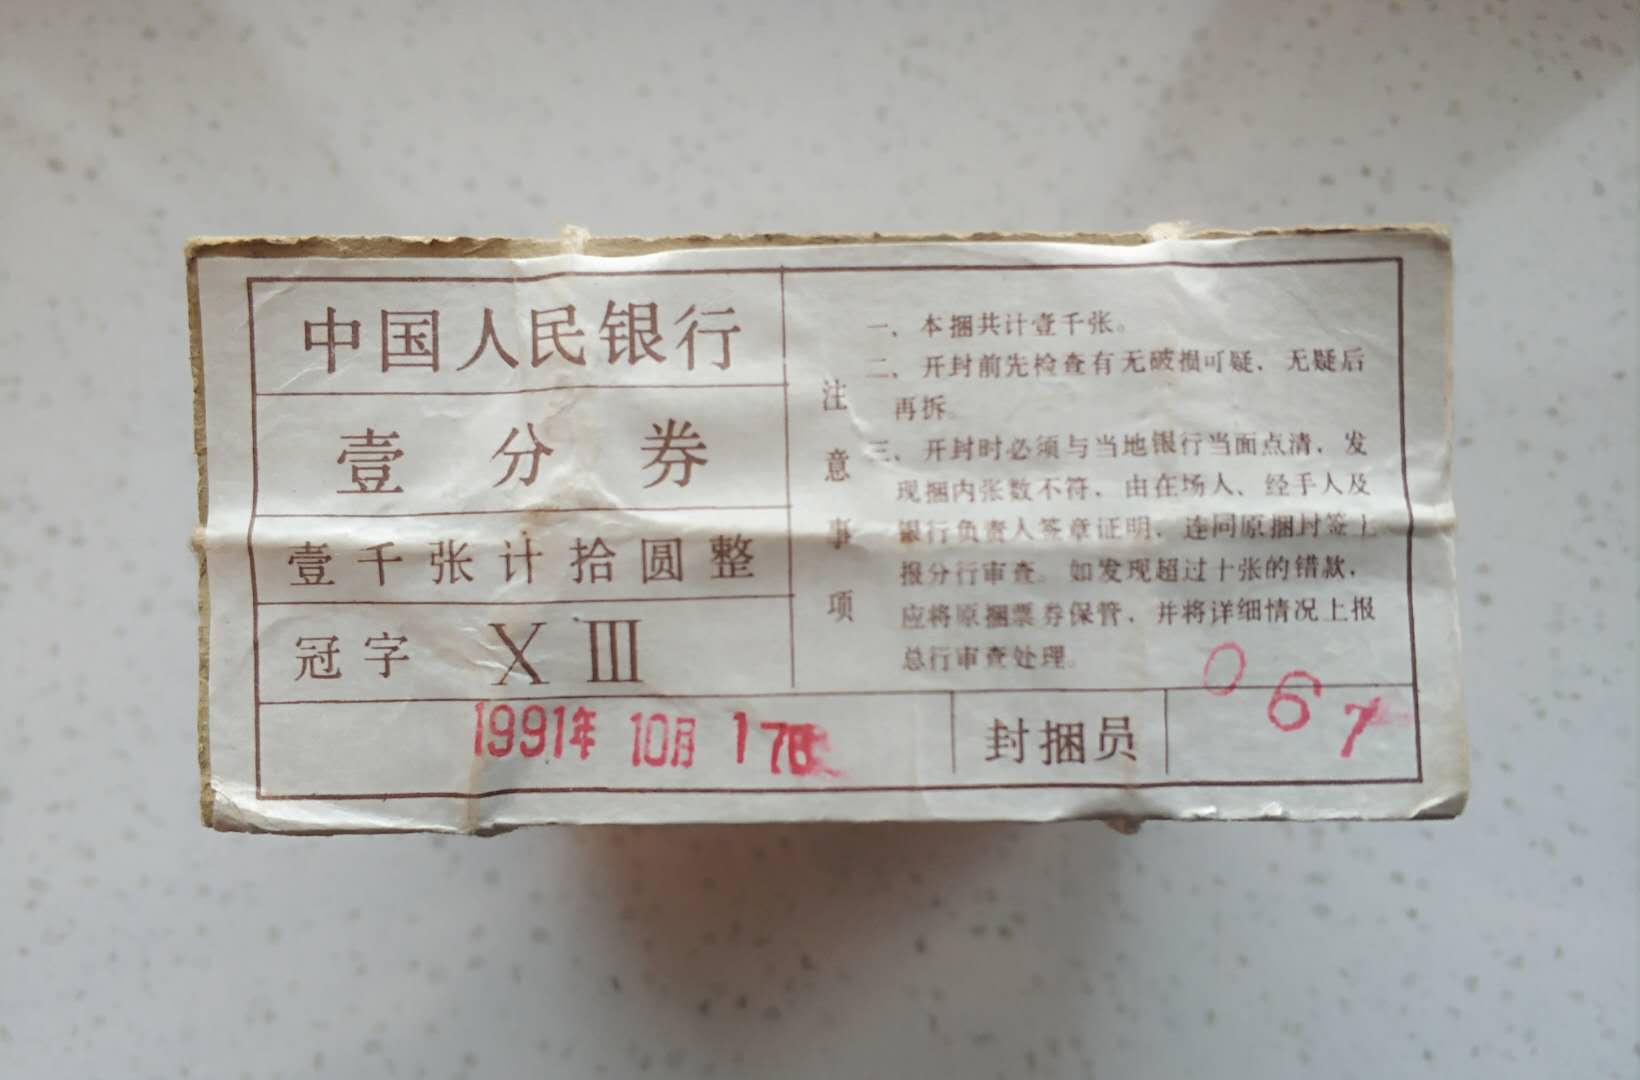 中国人民银行
壹分券
壹千张计拾圆整
冠字 X III
1991年 10月 17日
注意事项
一、本捆共计壹千张。
二、开封前先检查有无破损可疑，无疑后
再拆。
三、开封时必须与当地银行当面点清，发
现捆内张数不符，由在场人、经手人及
银行负责人签章证明，连同原捆封签上
报分行审查。如发现超过十张的错款，
应将原捆票券保管，并将详细情况上报
总行审查处理。
封捆员
067